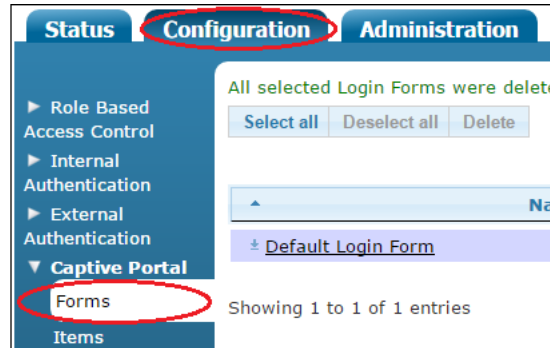 Status Configuration Administration
All selected Login Forms were delete
Select all Deselect all Delete
▶ Role Based
Access Control
▶ Internal
Authentication
▶ External
Authentication
▼ Captive Portal
Forms
Items
Na
Default Login Form
Showing 1 to 1 of 1 entries